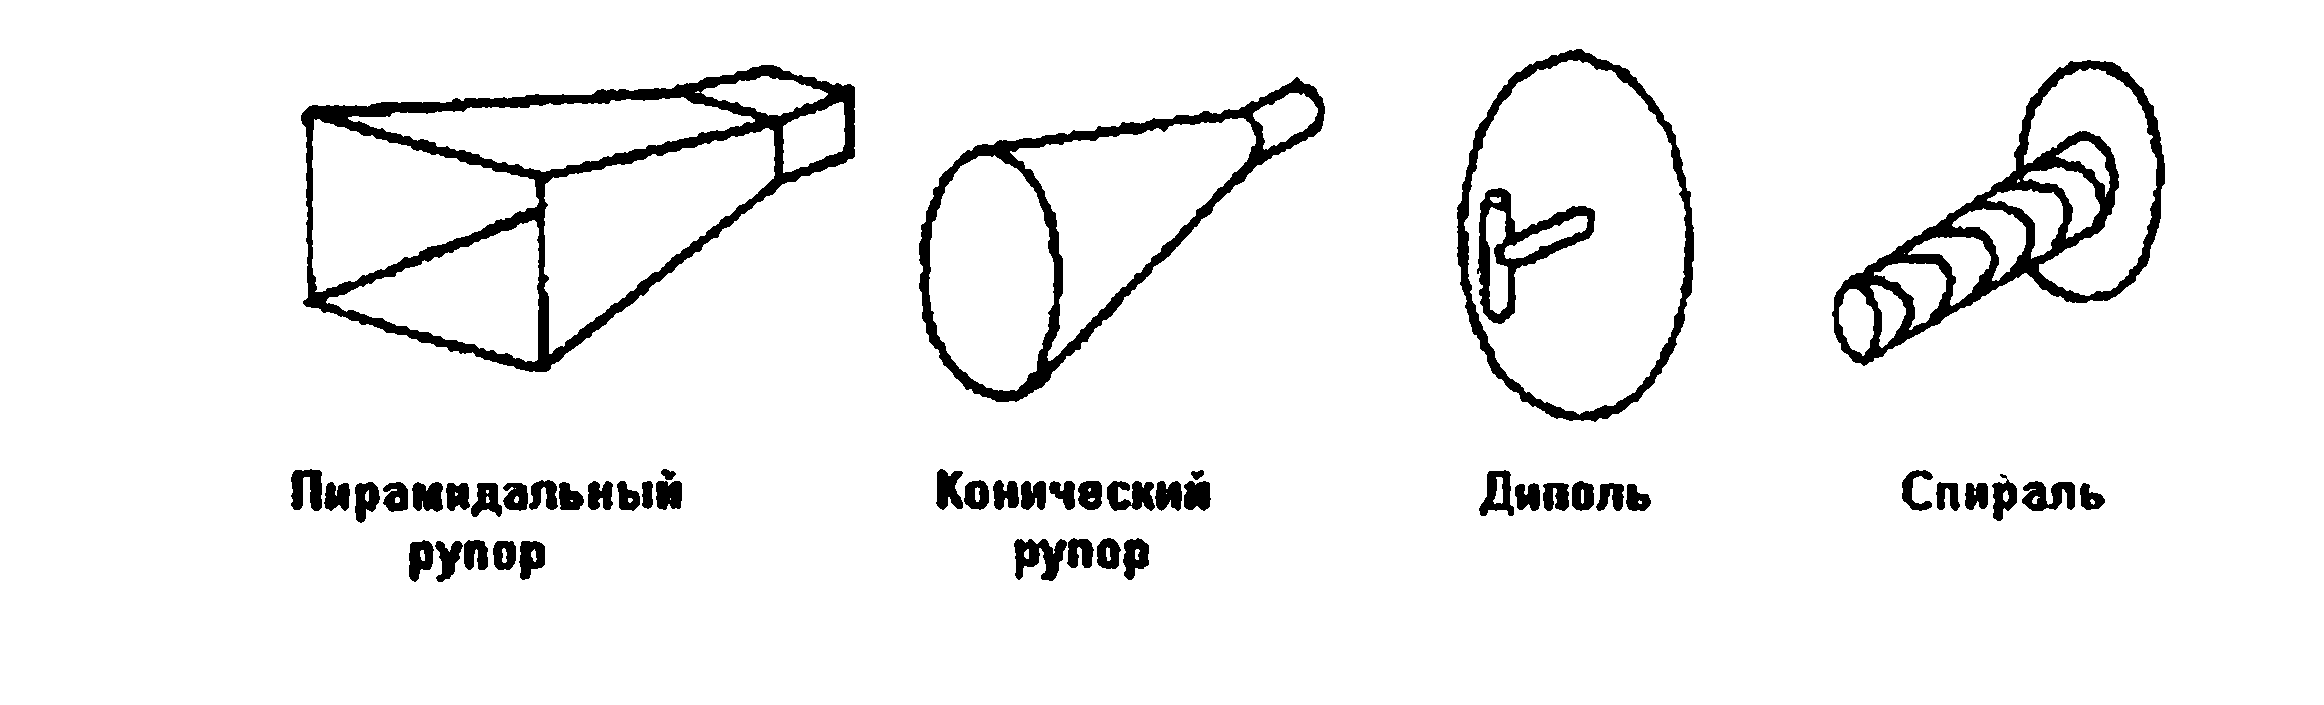 Пирамидальный
рупор
Конический
рупор
Диполь
Спираль